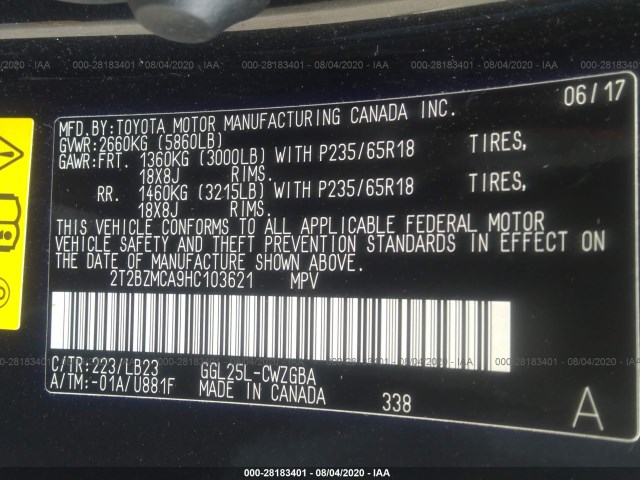 000-28183401 - 08/04/2020 - IAA
06/17
MFD.BY:TOYOTA MOTOR MANUFACTURING CANADA INC.
GVWR:2660KG (5860LB)
GAWR:FRT. 1360KG (3000LB) WITH P235/65R18 TIRES,
18X8J RIMS.
RR. 1460KG (3215LB) WITH P235/65R18 TIRES,
18X8J RIMS.
THIS VEHICLE CONFORMS TO ALL APPLICABLE FEDERAL MOTOR
VEHICLE SAFETY AND THEFT PREVENTION STANDARDS IN EFFECT ON
THE DATE OF MANUFACTURE SHOWN ABOVE.
2T2BZMCA9HC103621 MPV
C/TR:223/LB23 GGL25L-CWZGBA
A/TM:-01A/U881F MADE IN CANADA
338 A
000-28183401 - 08/04/2020 - IAA